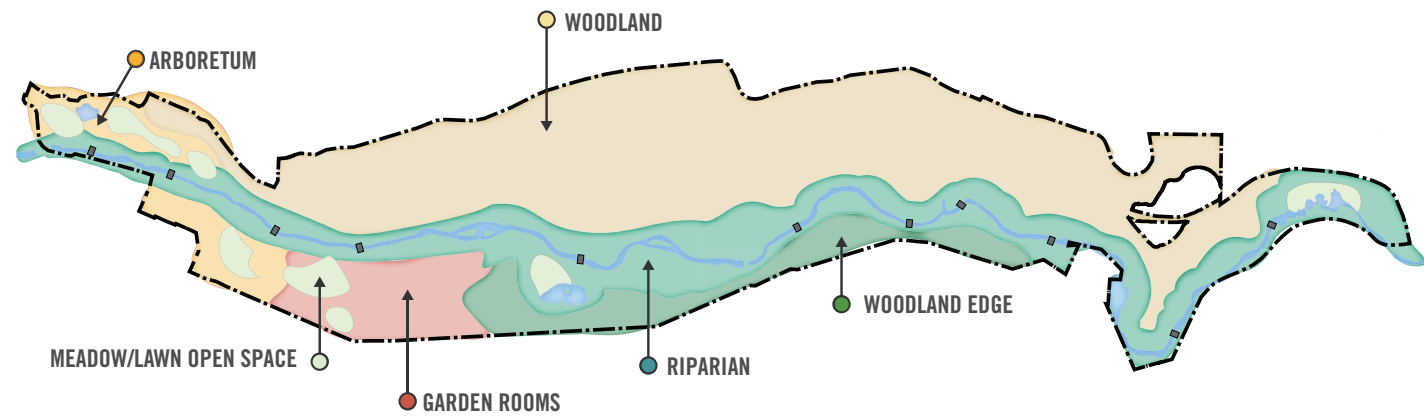 WOODLAND
ARBORETUM
WOODLAND EDGE
MEADOW/LAWN OPEN SPACE
RIPARIAN
GARDEN ROOMS